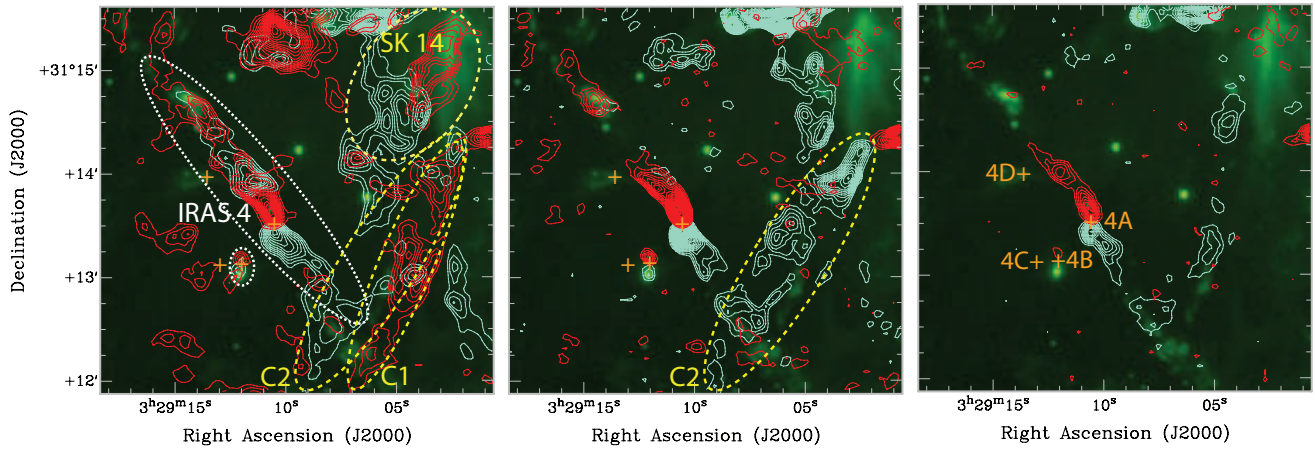 SK 14
+31°15'
+14'
+13'
+12'
Declination (J2000)
IRAS 4
C2
C1
3ʰ29ᵐ15ˢ
10ˢ
05ˢ
Right Ascension (J2000)
C2
3ʰ29ᵐ15ˢ
10ˢ
05ˢ
Right Ascension (J2000)
4D+
4A
4C+
+4B
3ʰ29ᵐ15ˢ
10ˢ
05ˢ
Right Ascension (J2000)